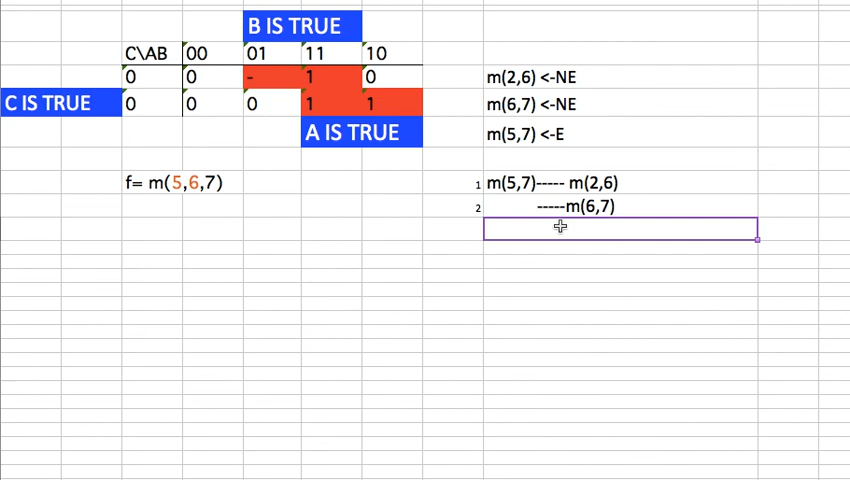 B IS TRUE
C\AB 00 01 11 10
0 0 - 1 0 m(2,6) <-NE
C IS TRUE 0 0 0 1 1 m(6,7) <-NE
A IS TRUE m(5,7) <-E
f= m(5,6,7) 1 m(5,7)----- m(2,6)
2 -----m(6,7)